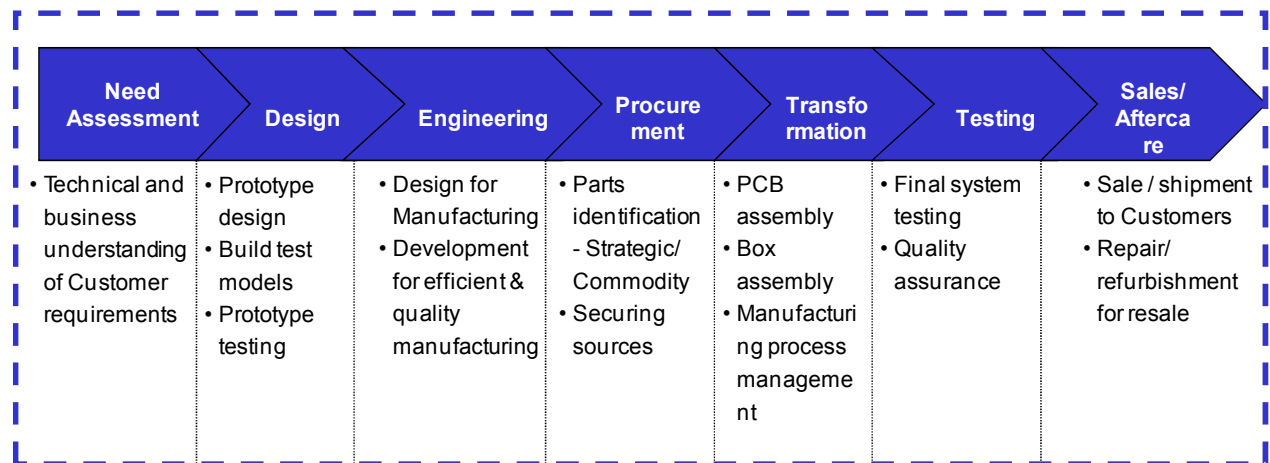 Need
Assessment
Design
Engineering
Procure
ment
Transfo
rmation
Testing
Sales/
Afterca
re
• Technical and
business
understanding
of Customer
requirements
• Prototype
design
• Build test
models
• Prototype
testing
• Design for
Manufacturing
• Development
for efficient &
quality
manufacturing
• Parts
identification
- Strategic/
Commodity
• Securing
sources
• PCB
assembly
• Box
assembly
• Manufacturi
ng process
manageme
nt
• Final system
testing
• Quality
assurance
• Sale / shipment
to Customers
• Repair/
refurbishment
for resale